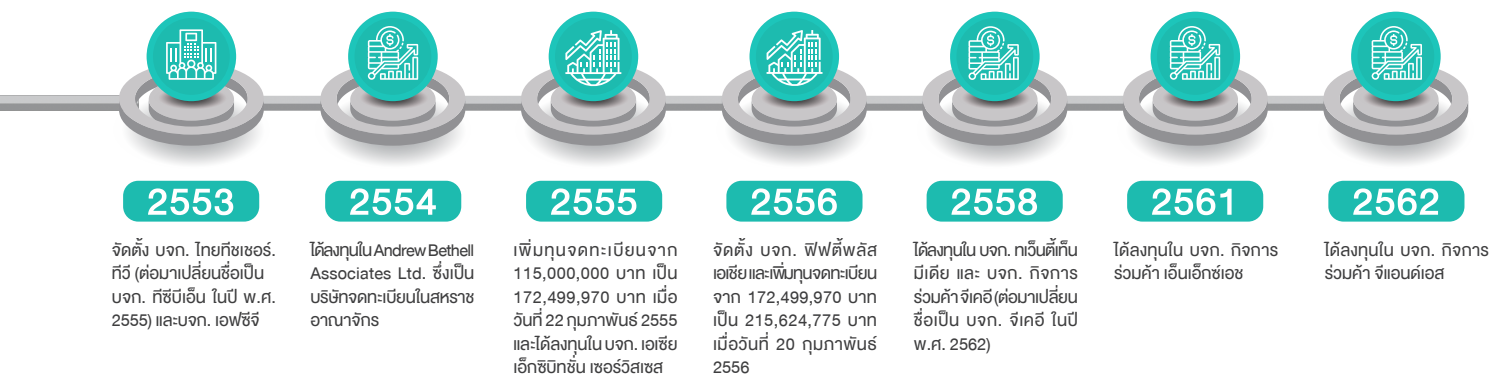 2553
จัดตั้ง บจก. ไทยทีชเชอร์.
ทีวี (ต่อมาเปลี่ยนชื่อเป็น
บจก. ทีซีบีเอ็น ในปี พ.ศ.
2555) และบจก. เอฟซีจี
2554
ได้ลงทุนใน Andrew Bethell
Associates Ltd. ซึ่งเป็น
บริษัทจดทะเบียนในสหราช
อาณาจักร
2555
เพิ่มทุนจดทะเบียนจาก
115,000,000 บาท เป็น
172,499,970 บาท เมื่อ
วันที่ 22 กุมภาพันธ์ 2555
และได้ลงทุนใน บจก. เอเชีย
เอ็กซิบิทชั่น เซอร์วิสเซส
2556
จัดตั้ง บจก. ฟิฟตี้พลัส
เอเชีย และเพิ่มทุนจดทะเบียน
จาก 172,499,970 บาท
เป็น 215,624,775 บาท
เมื่อวันที่ 20 กุมภาพันธ์
2556
2558
ได้ลงทุนใน บจก. ทเว็นตี้เท็น
มีเดีย และ บจก. กิจการ
ร่วมค้า จีเคอี (ต่อมาเปลี่ยน
ชื่อเป็น บจก. จีเคอี ในปี
พ.ศ. 2562)
2561
ได้ลงทุนใน บจก. กิจการ
ร่วมค้า เอ็นเอ็กซ์เอช
2562
ได้ลงทุนใน บจก. กิจการ
ร่วมค้า จีแอนด์เอส